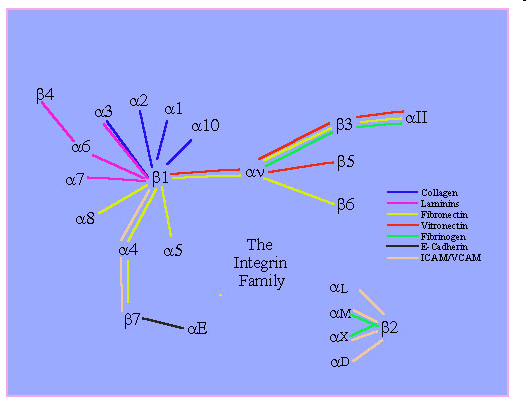 β4
α3
α2
α1
α10
α6
α7
β1
αν
β3
αII
β5
β6
α8
α4
α5
β7
αE
The
Integrin
Family
Collagen
Laminins
Fibronectin
Vitronectin
Fibrinogen
E-Cadherin
ICAM/VCAM
αL
αM
αX
β2
αD